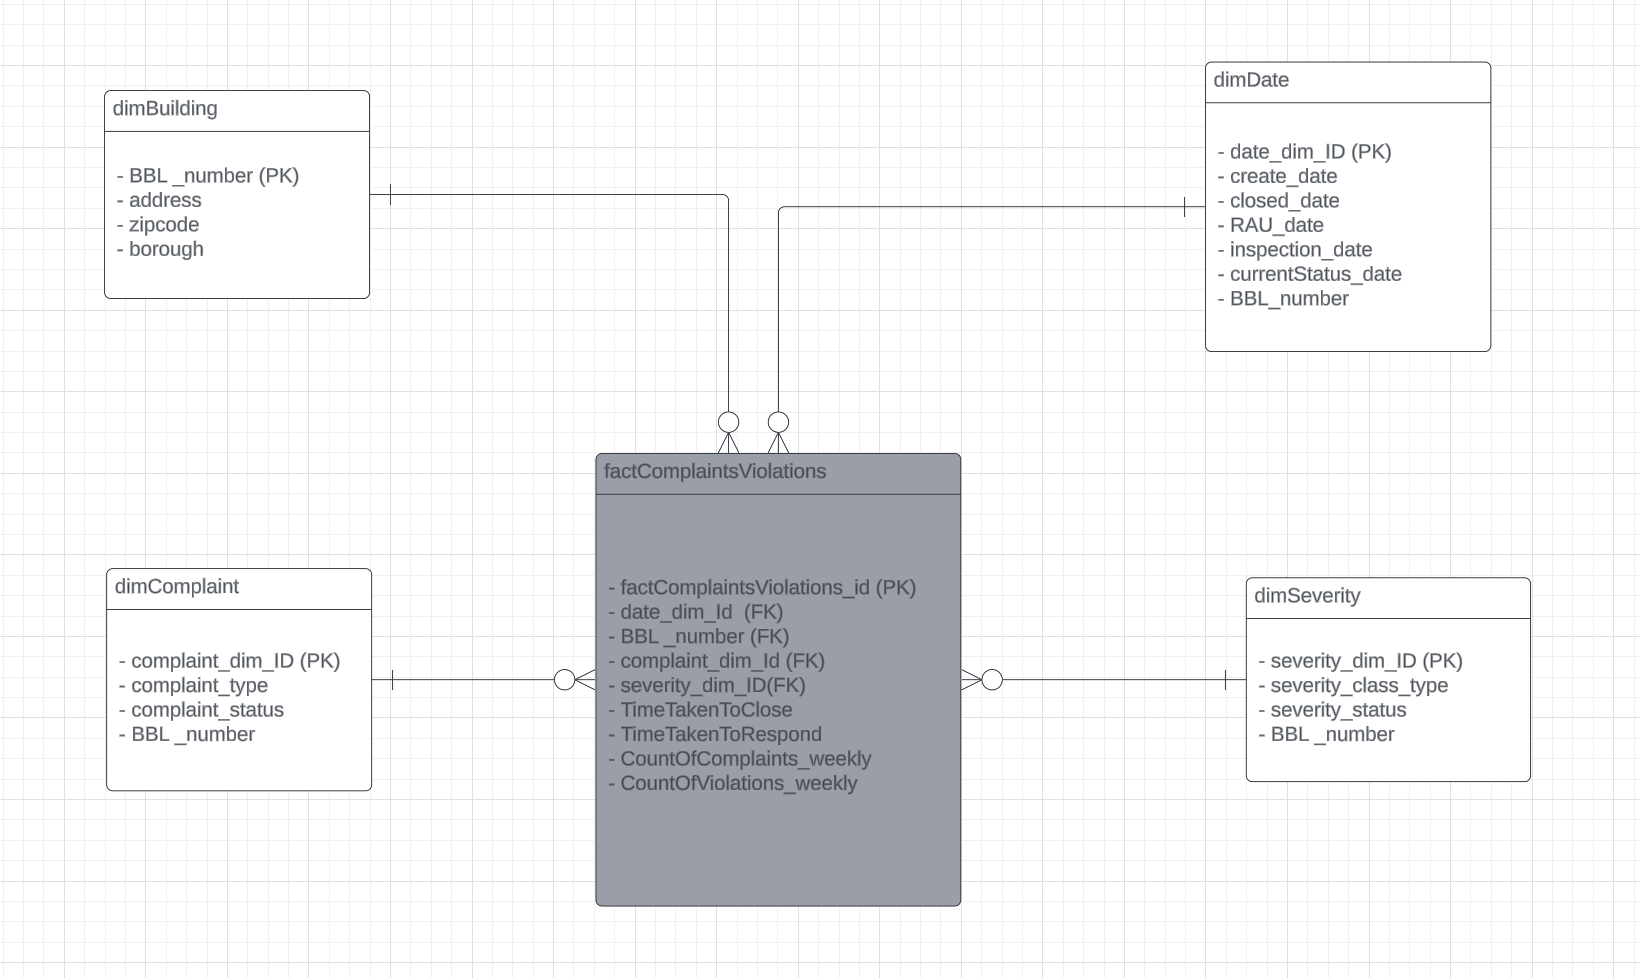 dimBuilding
- BBL _number (PK)
- address
- zipcode
- borough
dimDate
- date_dim_ID (PK)
- create_date
- closed_date
- RAU_date
- inspection_date
- currentStatus_date
- BBL_number
factComplaintsViolations
- factComplaintsViolations_id (PK)
- date_dim_Id (FK)
- BBL _number (FK)
- complaint_dim_Id (FK)
- severity_dim_ID(FK)
- TimeTakenToClose
- TimeTakenToRespond
- CountOfComplaints_weekly
- CountOfViolations_weekly
dimComplaint
- complaint_dim_ID (PK)
- complaint_type
- complaint_status
- BBL _number
dimSeverity
- severity_dim_ID (PK)
- severity_class_type
- severity_status
- BBL _number